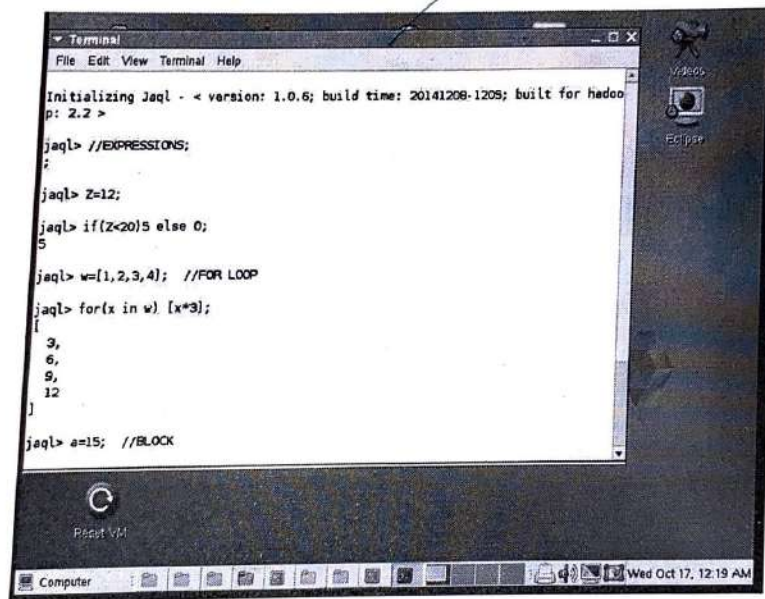 Terminal
File Edit View Terminal Help
Initializing Jaql - < version: 1.0.6; build time: 20141208-1205; built for hadoo
p: 2.2 >
jaql> //EXPRESSIONS;
;
jaql> Z=12;
jaql> if(Z<20)5 else 0;
5
jaql> w=[1,2,3,4]; //FOR LOOP
jaql> for(x in w) [x*3];
[
3,
6,
9,
12
]
jaql> a=15; //BLOCK
Videos
Eclipse
Reset VM
Computer
Wed Oct 17, 12:19 AM